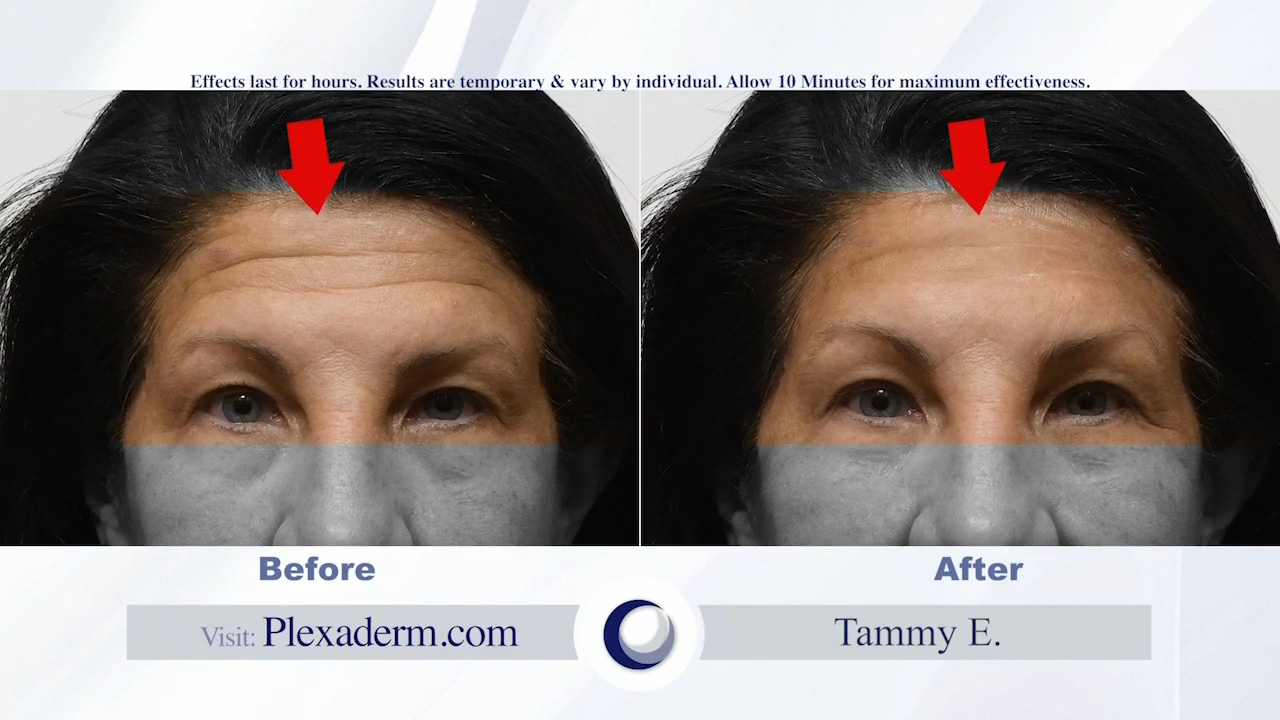 Effects last for hours. Results are temporary & vary by individual. Allow 10 Minutes for maximum effectiveness.
Before
After
Visit: Plexaderm.com
Tammy E.